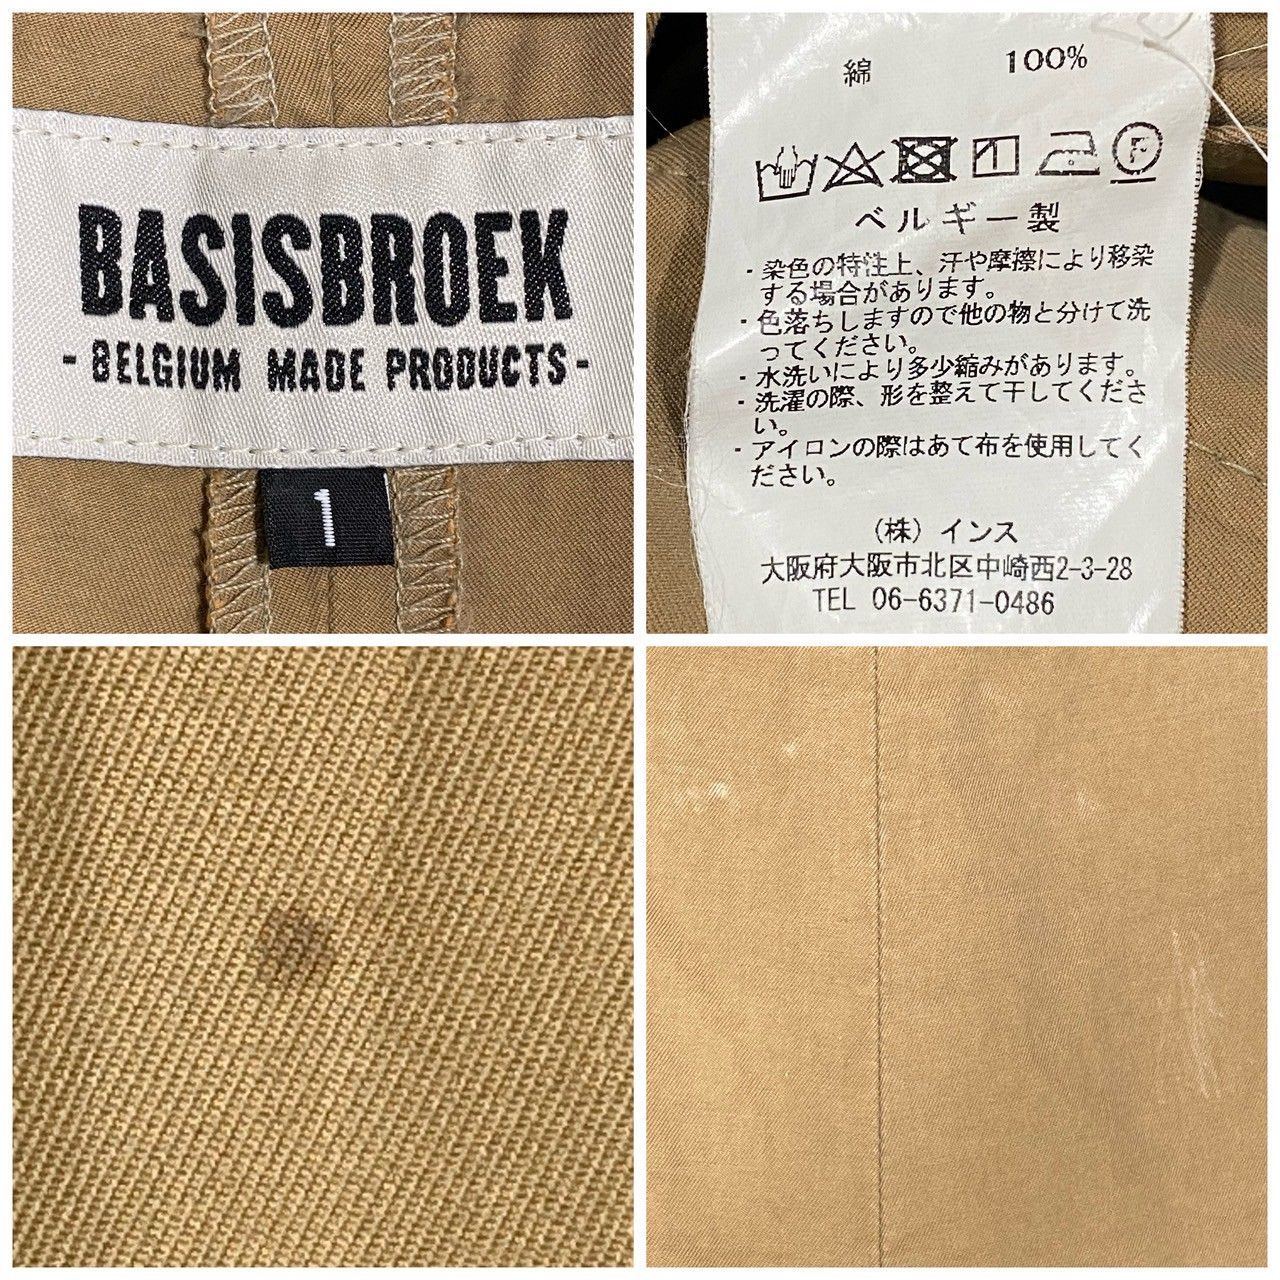 BASISBROEK
- BELGIUM MADE PRODUCTS -
1
綿 100%
F
ベルギー製
・染色の特性上、汗や摩擦により移染
する場合があります。
・色落ちしますので他の物と分けて洗
ってください。
・水洗いにより多少縮みがあります。
・洗濯の際、形を整えて干してくださ
い。
・アイロンの際はあて布を使用してく
ださい。
（株）インス
大阪府大阪市北区中崎西2-3-28
TEL 06-6371-0486